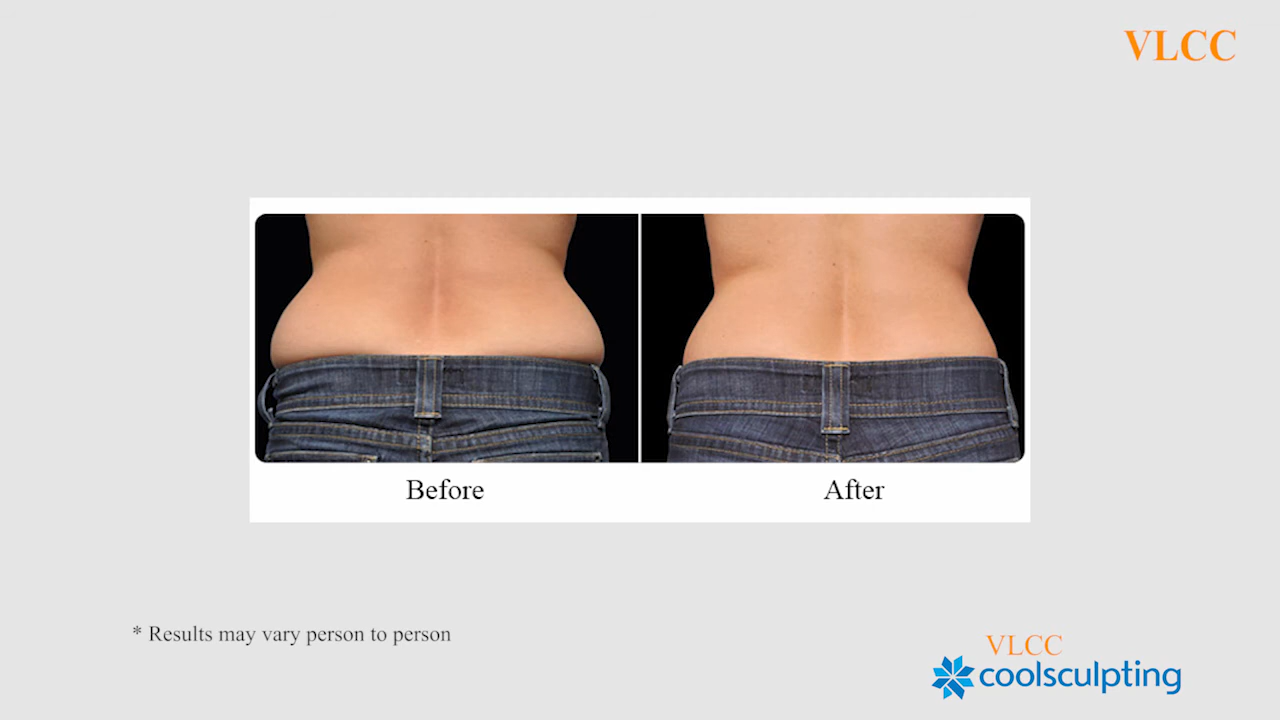 VLCC
Before
After
* Results may vary person to person
VLCC
coolsculpting